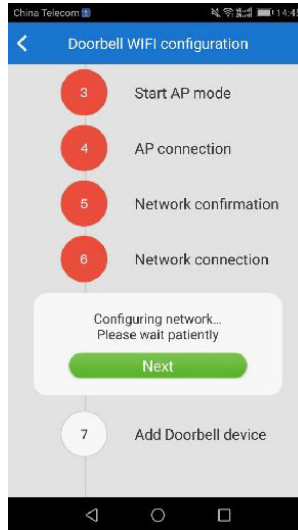 China Telecom 14:45
Doorbell WIFI configuration
3 Start AP mode
4 AP connection
5 Network confirmation
6 Network connection
Configuring network...
Please wait patiently
Next
7 Add Doorbell device